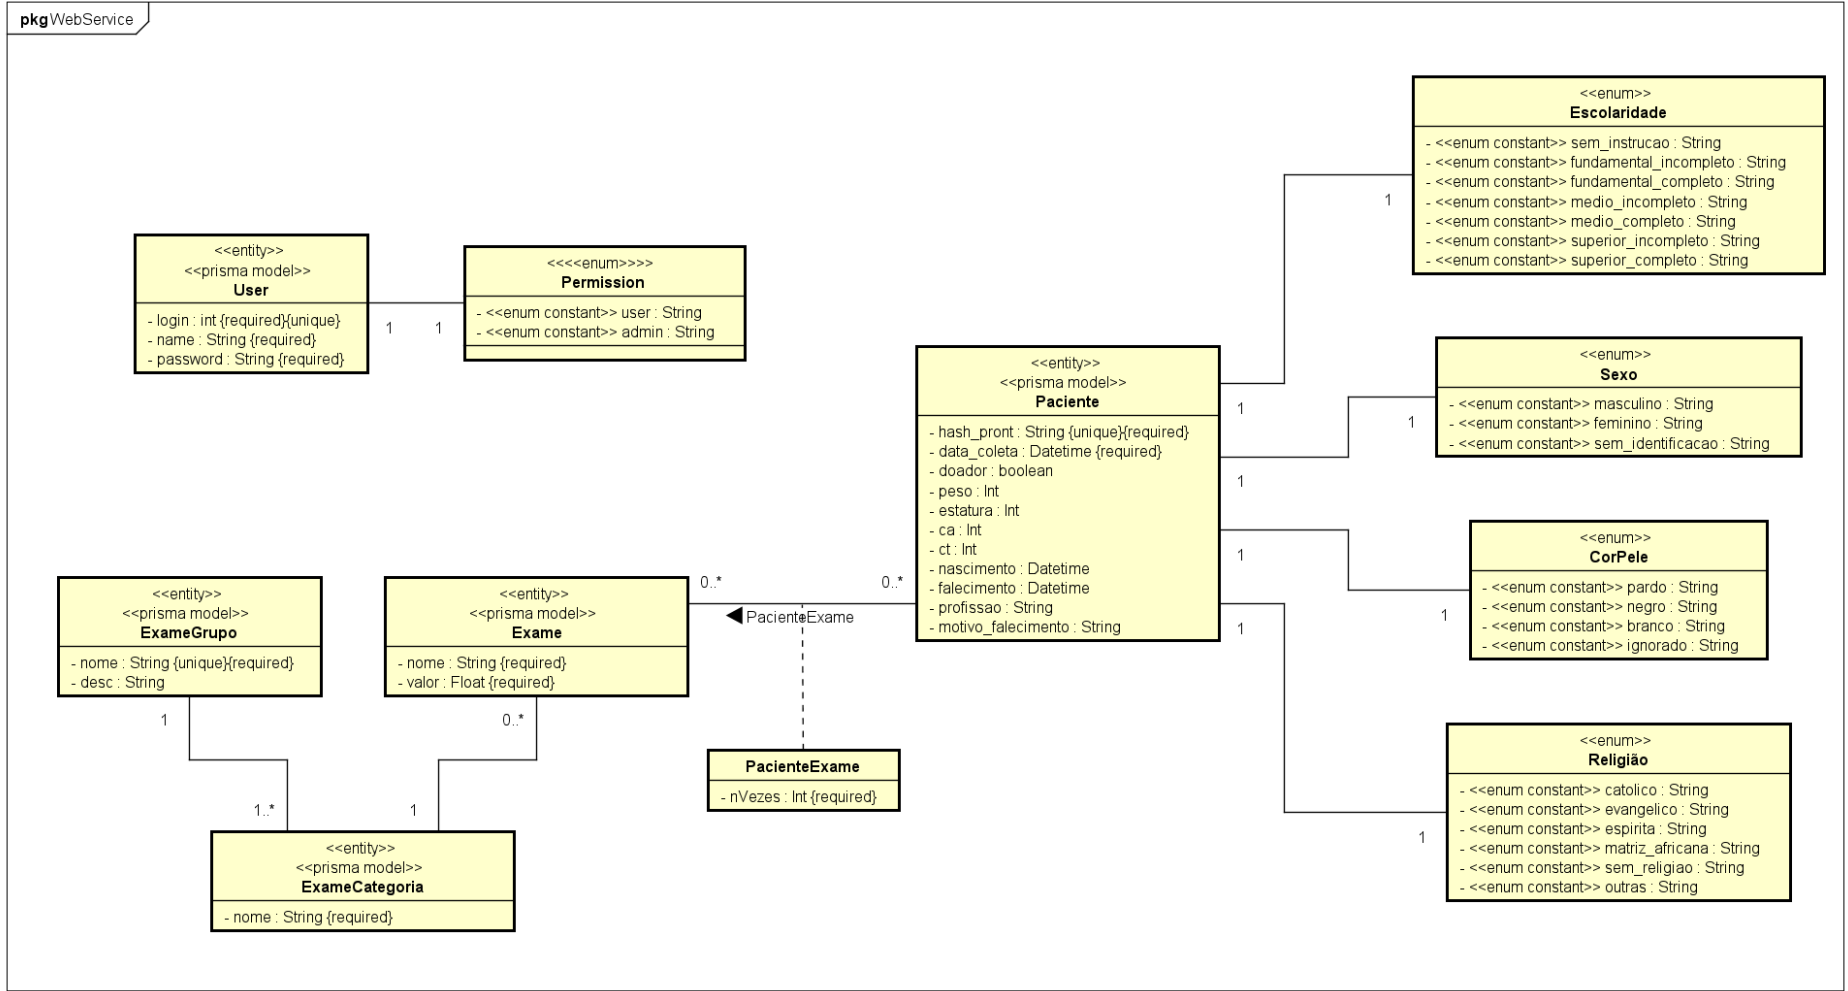 pkg WebService
<<entity>>
<<prisma model>>
User
- login : int {required}{unique}
- name : String {required}
- password : String {required}
1
1
<<<<enum>>>>
Permission
- <<enum constant>> user : String
- <<enum constant>> admin : String
<<enum>>
Escolaridade
- <<enum constant>> sem_instrucao : String
- <<enum constant>> fundamental_incompleto : String
- <<enum constant>> fundamental_completo : String
- <<enum constant>> medio_incompleto : String
- <<enum constant>> medio_completo : String
- <<enum constant>> superior_incompleto : String
- <<enum constant>> superior_completo : String
1
<<entity>>
<<prisma model>>
Paciente
- hash_pront : String {unique}{required}
- data_coleta : Datetime {required}
- doador : boolean
- peso : Int
- estatura : Int
- ca : Int
- ct : Int
- nascimento : Datetime
- falecimento : Datetime
- profissao : String
- motivo_falecimento : String
1
1
1
1
<<enum>>
Sexo
- <<enum constant>> masculino : String
- <<enum constant>> feminino : String
- <<enum constant>> sem_identificacao : String
1
<<enum>>
CorPele
- <<enum constant>> pardo : String
- <<enum constant>> negro : String
- <<enum constant>> branco : String
- <<enum constant>> ignorado : String
1
<<enum>>
Religião
- <<enum constant>> catolico : String
- <<enum constant>> evangelico : String
- <<enum constant>> espirita : String
- <<enum constant>> matriz_africana : String
- <<enum constant>> sem_religiao : String
- <<enum constant>> outras : String
1
<<entity>>
<<prisma model>>
ExameGrupo
- nome : String {unique}{required}
- desc : String
1
<<entity>>
<<prisma model>>
Exame
- nome : String {required}
- valor : Float {required}
0..*
0..*
0..*
PacienteExame
PacienteExame
- nVezes : Int {required}
1..*
1
<<entity>>
<<prisma model>>
ExameCategoria
- nome : String {required}